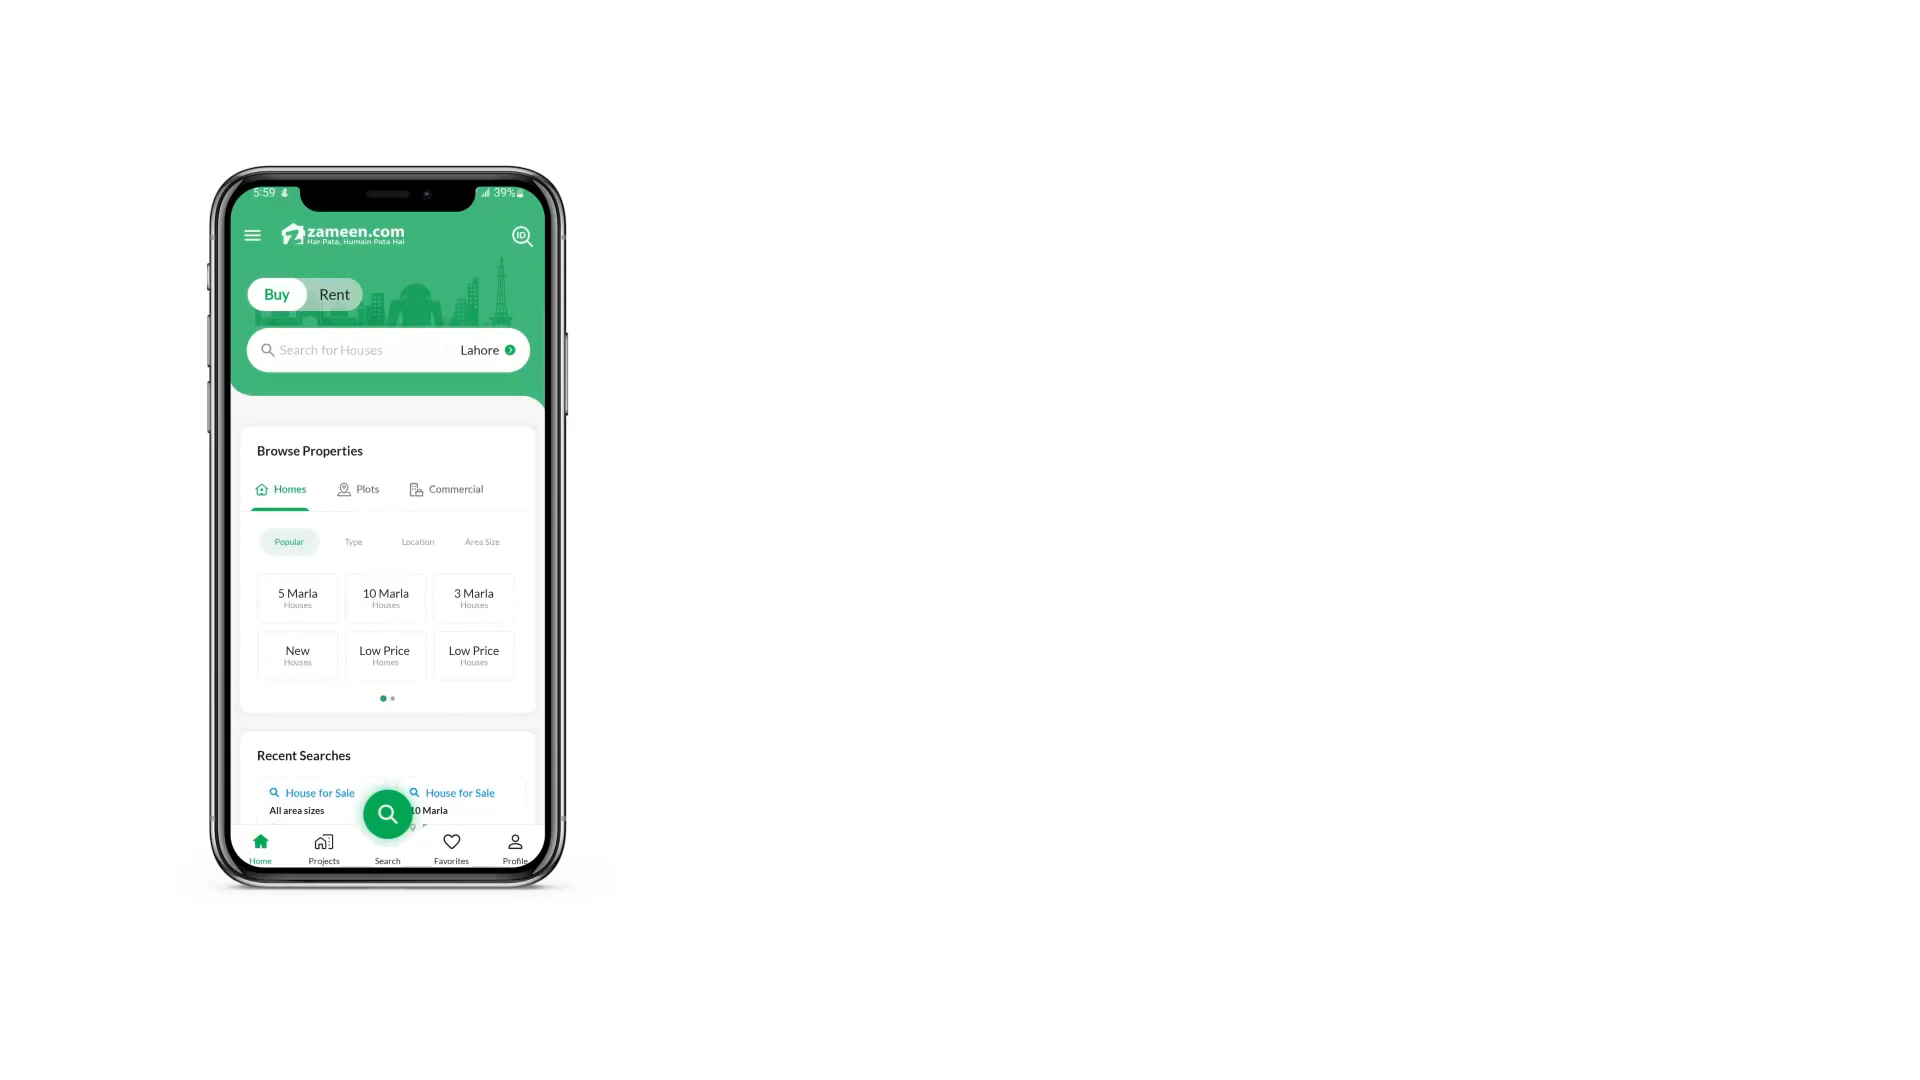 5:59
39%
zameen.com
Har Pata, Humain Pata Hai
ID
Buy Rent
Search for Houses Lahore
Browse Properties
Homes Plots Commercial
Popular Type Location Area Size
5 Marla 10 Marla 3 Marla
Houses Houses Houses
New Low Price Low Price
Houses Homes Houses
Recent Searches
House for Sale House for Sale
All area sizes 10 Marla
Home Projects Search Favorites Profile